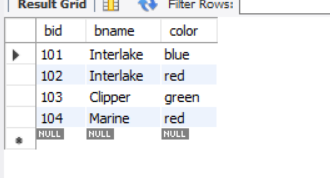 Result Grid Filter Rows:
bid bname color
101 Interlake blue
102 Interlake red
103 Clipper green
104 Marine red
NULL NULL NULL